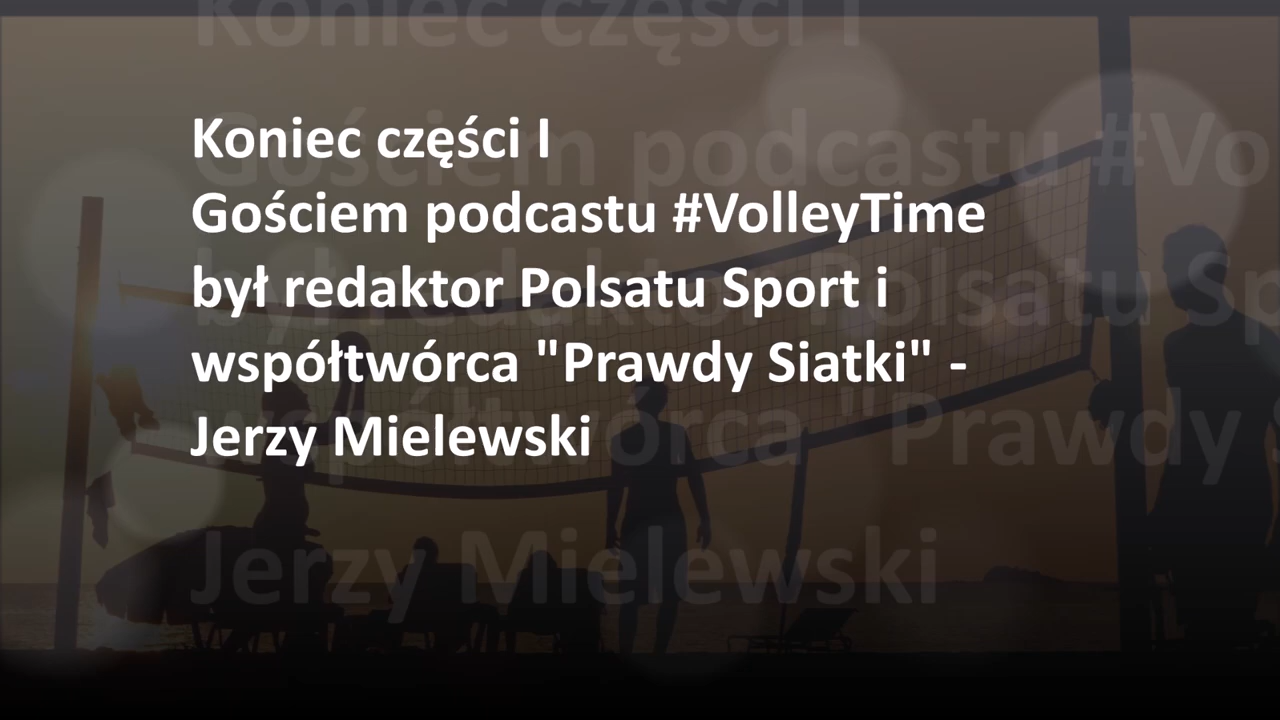 Koniec części I
Gościem podcastu #VolleyTime
był redaktor Polsatu Sport i
współtwórca "Prawdy Siatki" -
Jerzy Mielewski